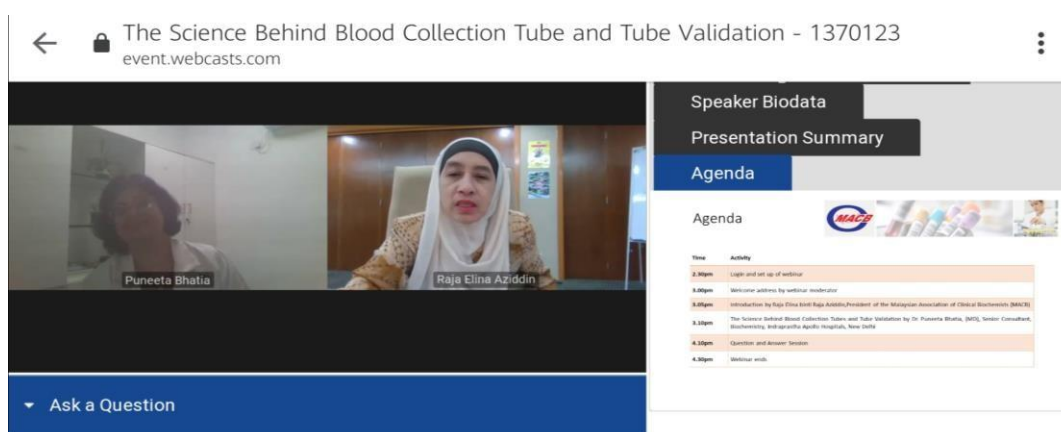 The Science Behind Blood Collection Tube and Tube Validation - 1370123
event.webcasts.com
Puneeta Bhatia
Raja Elina Aziddin
Ask a Question
Speaker Biodata
Presentation Summary
Agenda
Agenda
MACB
Time Activity
2.30pm Login and set up of webinar
3.00pm Welcome address by webinar moderator
3.05pm Introduction by Raja Elina binti Raja Aziddin,President of the Malaysian Association of Clinical Biochemists (MACB)
3.10pm The Science Behind Blood Collection Tubes and Tube Validation by Dr Puneeta Bhatia, (MD), Senior Consultant,
Biochemistry, Indraprastha Apollo Hospitals, New Delhi
4.10pm Question and Answer Session
4.30pm Webinar ends